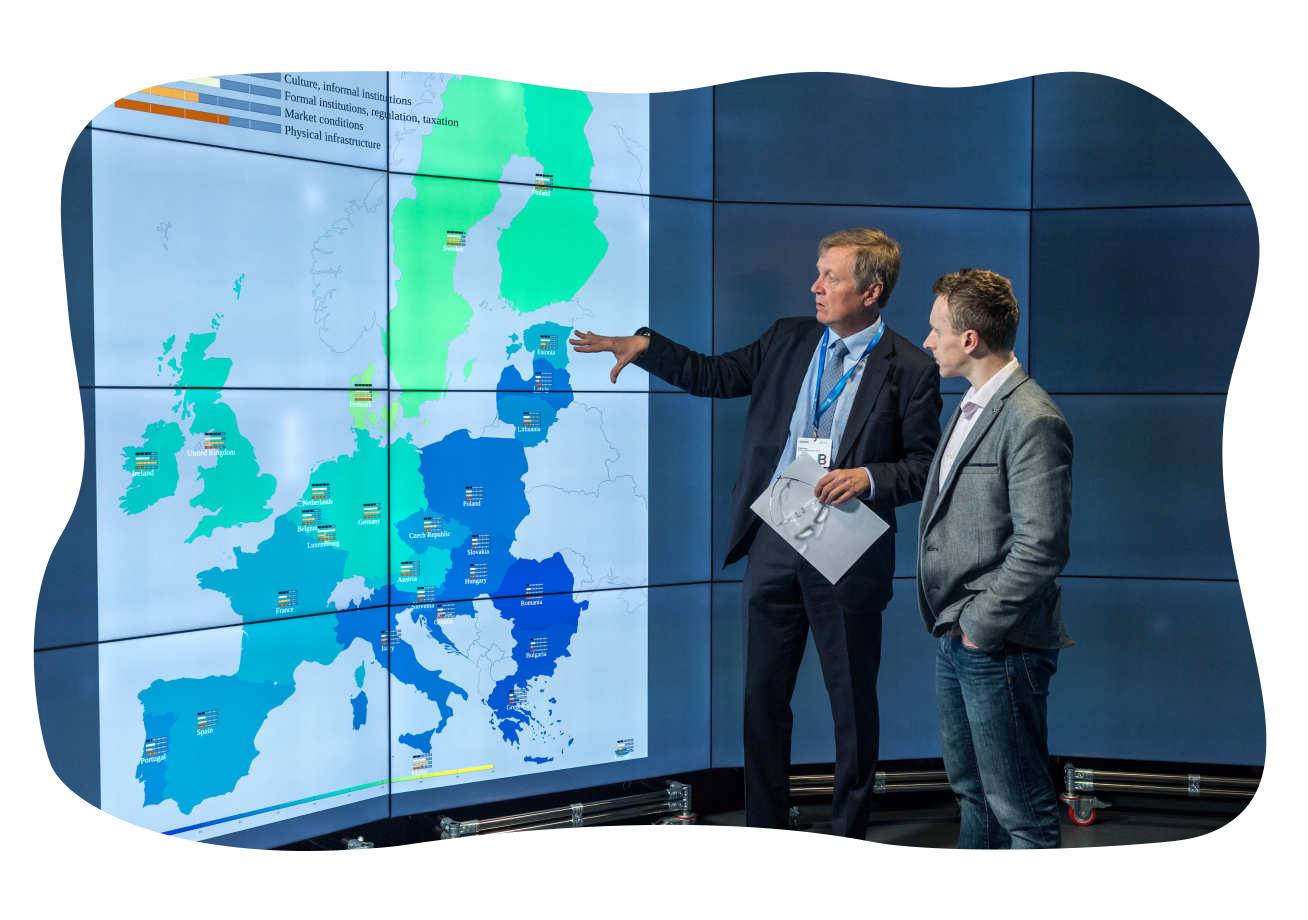 Culture, informal institutions
Formal institutions, regulation, taxation
Market conditions
Physical infrastructure
Finland
Sweden
Estonia
Latvia
Denmark
Lithuania
United Kingdom
Ireland
Netherlands
Poland
Belgium
Germany
Czech Republic
Luxembourg
Slovakia
Austria
Hungary
Slovenia
Romania
France
Croatia
Italy
Bulgaria
Greece
Spain
Portugal
Malta
B